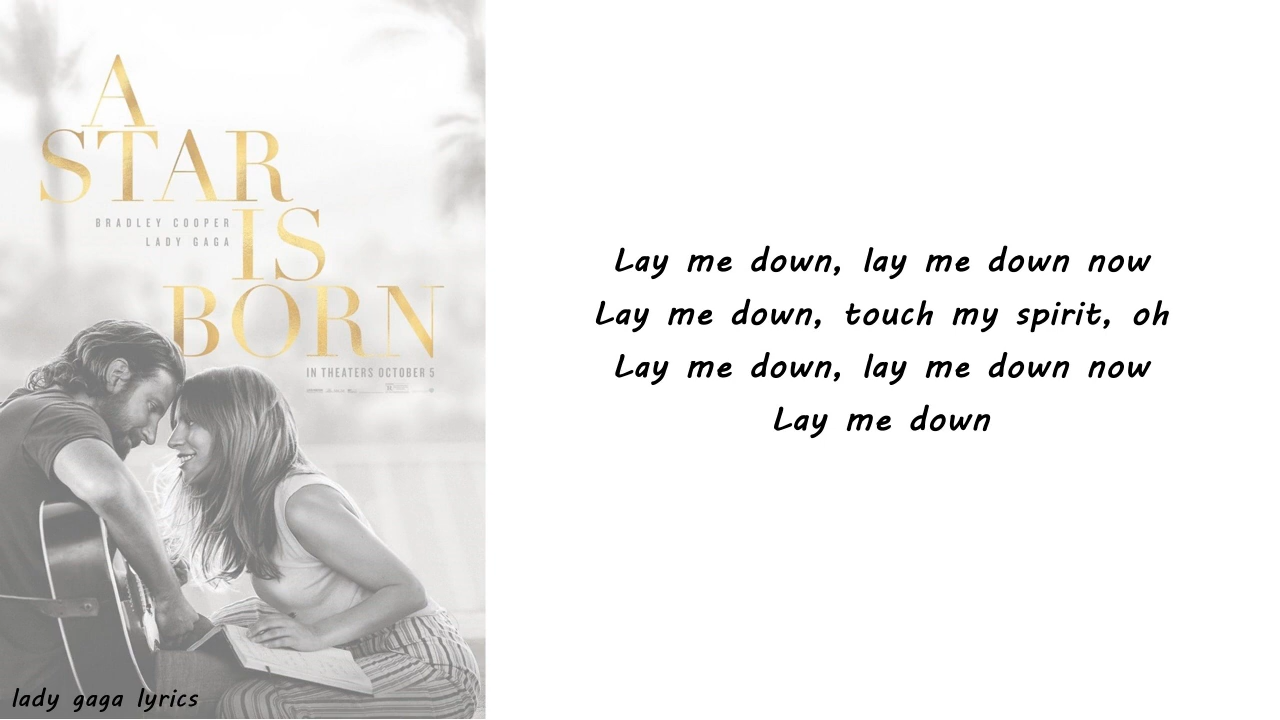 A
STAR
IS
BORN
BRADLEY COOPER
LADY GAGA
IN THEATERS OCTOBER 5
Lay me down, lay me down now
Lay me down, touch my spirit, oh
Lay me down, lay me down now
Lay me down
lady gaga lyrics